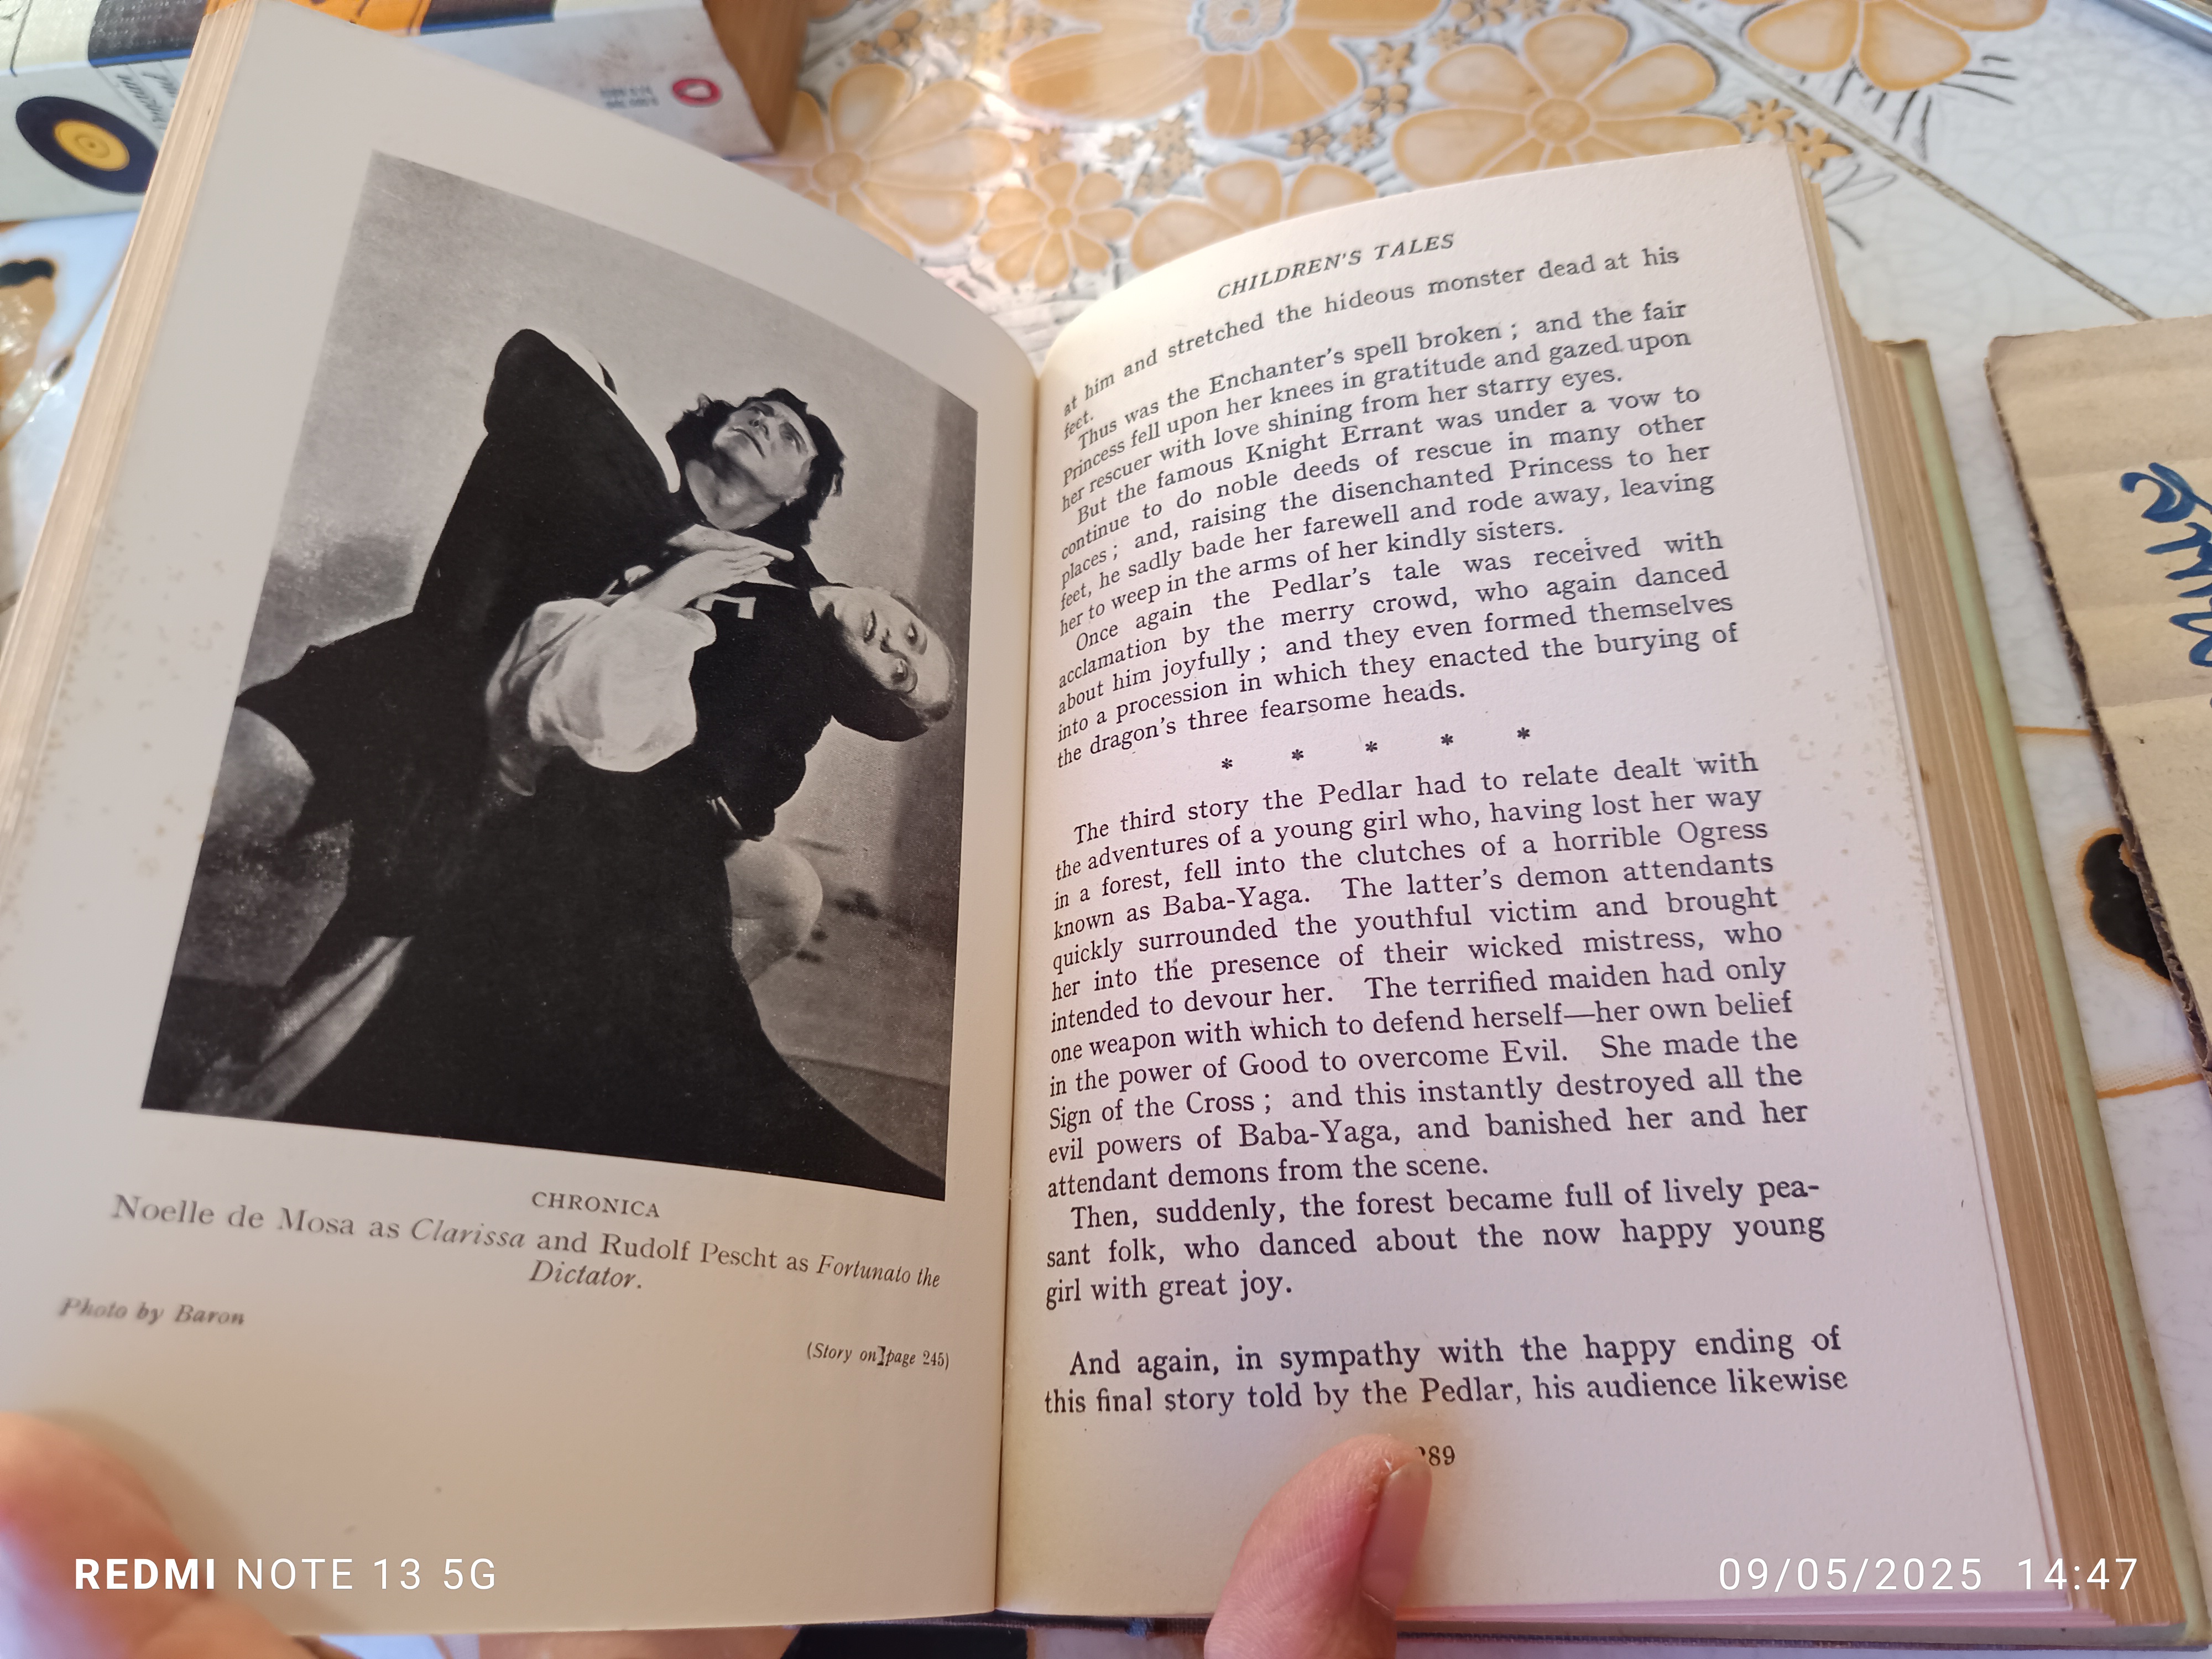 CHRONICA
Noelle de Mosa as Clarissa and Rudolf Pescht as Fortunato the
Dictator.
Photo by Baron
(Story on page 245)
CHILDREN'S TALES
at him and stretched the hideous monster dead at his
feet.
Thus was the Enchanter's spell broken ; and the fair
Princess fell upon her knees in gratitude and gazed upon
her rescuer with love shining from her starry eyes.
But the famous Knight Errant was under a vow to
continue to do noble deeds of rescue in many other
places ; and, raising the disenchanted Princess to her
feet, he sadly bade her farewell and rode away, leaving
her to weep in the arms of her kindly sisters.
Once again the Pedlar's tale was received with
acclamation by the merry crowd, who again danced
about him joyfully ; and they even formed themselves
into a procession in which they enacted the burying of
the dragon's three fearsome heads.
* * * * *
The third story the Pedlar had to relate dealt with
the adventures of a young girl who, having lost her way
in a forest, fell into the clutches of a horrible Ogress
known as Baba-Yaga. The latter's demon attendants
quickly surrounded the youthful victim and brought
her into the presence of their wicked mistress, who
intended to devour her. The terrified maiden had only
one weapon with which to defend herself—her own belief
in the power of Good to overcome Evil. She made the
Sign of the Cross ; and this instantly destroyed all the
evil powers of Baba-Yaga, and banished her and her
attendant demons from the scene.
Then, suddenly, the forest became full of lively pea-
sant folk, who danced about the now happy young
girl with great joy.
And again, in sympathy with the happy ending of
this final story told by the Pedlar, his audience likewise
89
REDMI NOTE 13 5G
09/05/2025 14:47